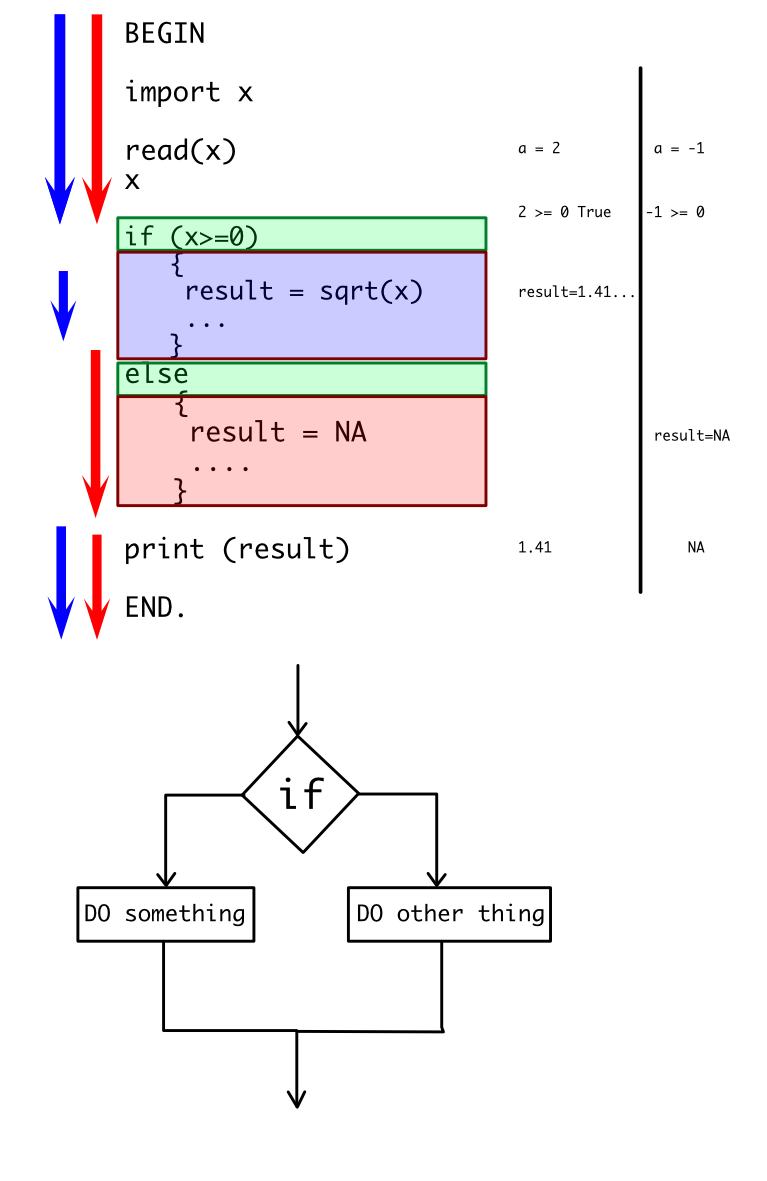 BEGIN
import x
read(x) a = 2 a = -1
x
2 >= 0 True -1 >= 0
if (x>=0)
{
result = sqrt(x) result=1.41...
...
}
else
{
result = NA result=NA
....
}
print (result) 1.41 NA
END.
if
DO something DO other thing